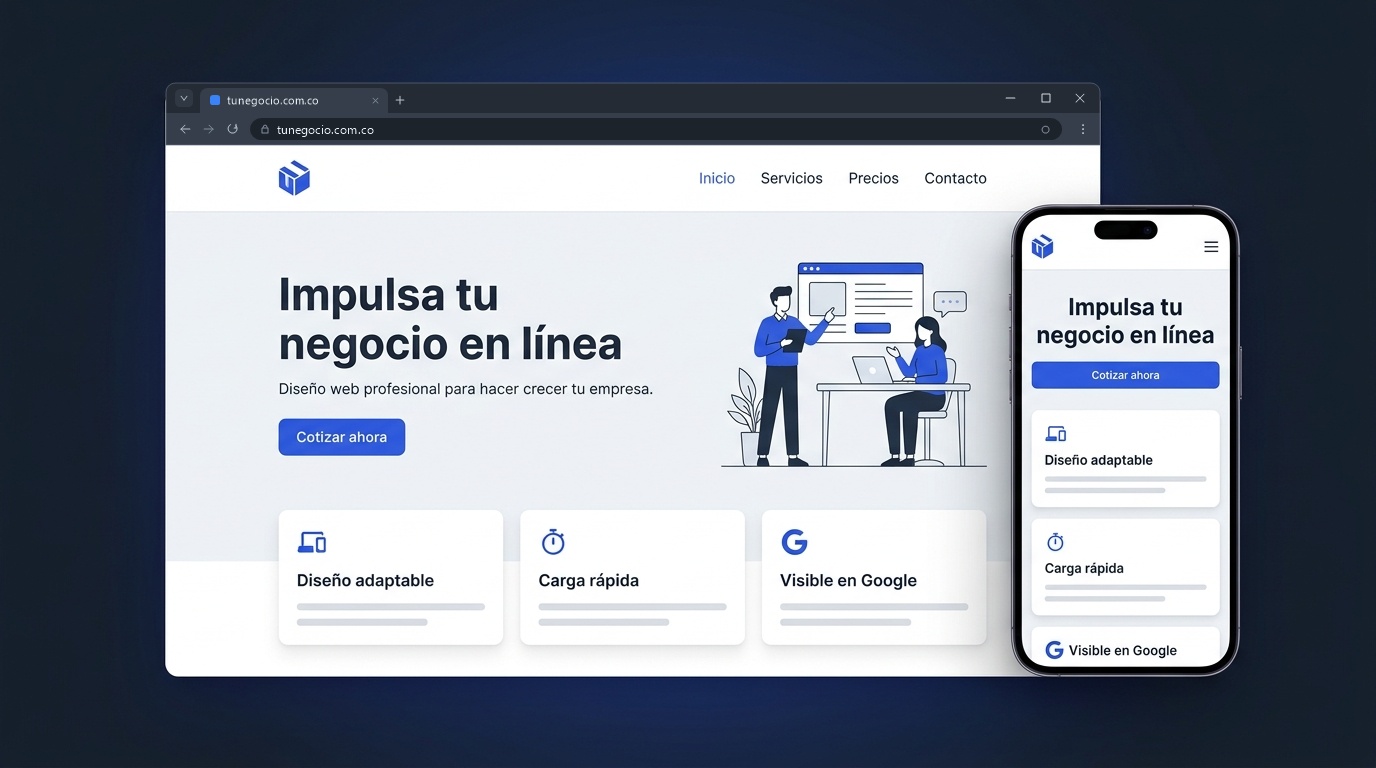 tunegocio.com.co
tunegocio.com.co
Inicio Servicios Precios Contacto
Impulsa tu
negocio en línea
Diseño web profesional para hacer crecer tu empresa.
Cotizar ahora
Diseño adaptable
Carga rápida
Visible en Google
Impulsa tu
negocio en línea
Cotizar ahora
Diseño adaptable
Carga rápida
Visible en Google